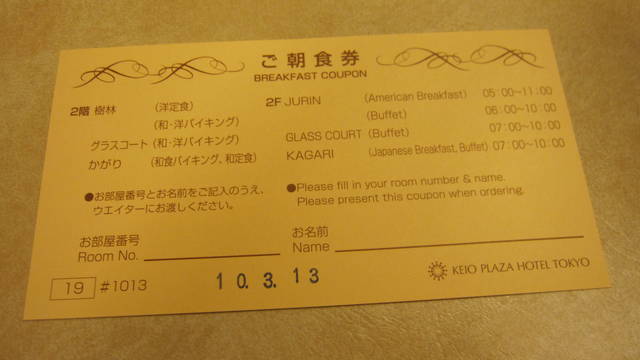 ご朝食券
BREAKFAST COUPON
2階 樹林 (洋定食) 2F JURIN (American Breakfast) 05:00~11:00
(和・洋バイキング) (Buffet) 06:00~10:00
グラスコート (和・洋バイキング) GLASS COURT (Buffet) 07:00~10:00
かがり (和食バイキング、和定食) KAGARI (Japanese Breakfast, Buffet) 07:00~10:00
●お部屋番号とお名前をご記入のうえ、 ●Please fill in your room number & name.
ウエイターにお渡しください。 Please present this coupon when ordering.
お部屋番号 お名前
Room No. Name
19 #1013 10.3.13 KEIO PLAZA HOTEL TOKYO